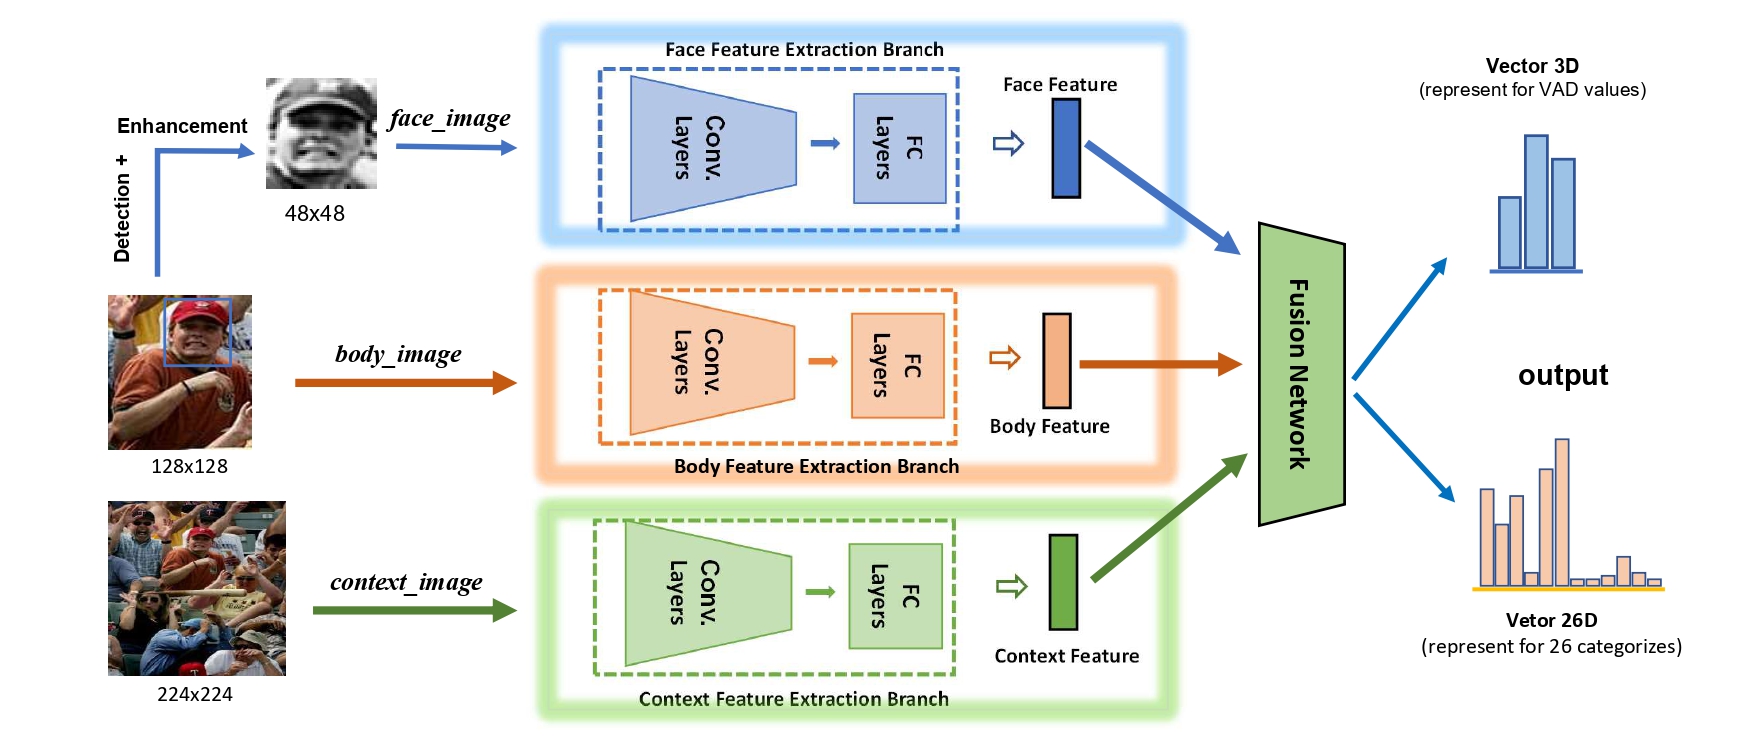 Face Feature Extraction Branch
Enhancement
Detection +
face_image
48x48
Conv.
Layers
FC
Layers
Face Feature
Vector 3D
(represent for VAD values)
body_image
128x128
Conv.
Layers
FC
Layers
Body Feature
Body Feature Extraction Branch
Fusion Network
output
context_image
224x224
Conv.
Layers
FC
Layers
Context Feature
Context Feature Extraction Branch
Vetor 26D
(represent for 26 categorizes)